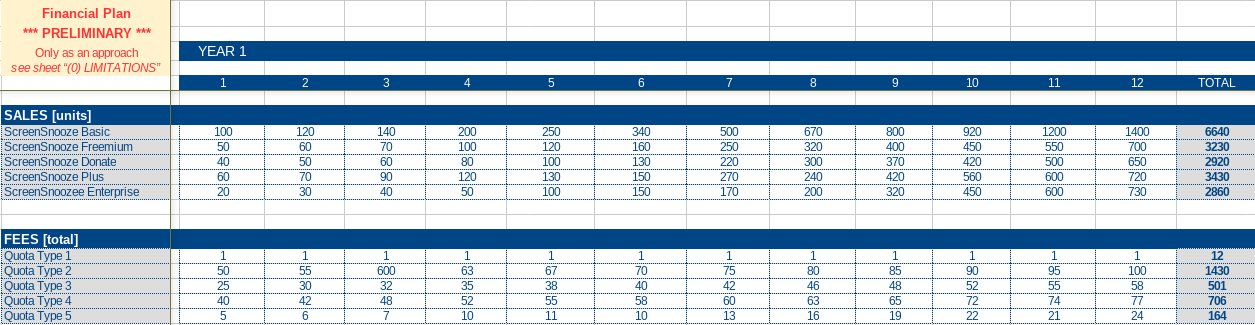 Financial Plan
*** PRELIMINARY ***
Only as an approach
see sheet “(0) LIMITATIONS”
YEAR 1
1 2 3 4 5 6 7 8 9 10 11 12 TOTAL
SALES [units]
ScreenSnooze Basic 100 120 140 200 250 340 500 670 800 920 1200 1400 6640
ScreenSnooze Freemium 50 60 70 100 120 160 250 320 400 450 550 700 3230
ScreenSnooze Donate 40 50 60 80 100 130 220 300 370 420 500 650 2920
ScreenSnooze Plus 60 70 90 120 130 150 270 240 420 560 600 720 3430
ScreenSnoozee Enterprise 20 30 40 50 100 150 170 200 320 450 600 730 2860
FEES [total]
Quota Type 1 1 1 1 1 1 1 1 1 1 1 1 1 12
Quota Type 2 50 55 600 63 67 70 75 80 85 90 95 100 1430
Quota Type 3 25 30 32 35 38 40 42 46 48 52 55 58 501
Quota Type 4 40 42 48 52 55 58 60 63 65 72 74 77 706
Quota Type 5 5 6 7 10 11 10 13 16 19 22 21 24 164